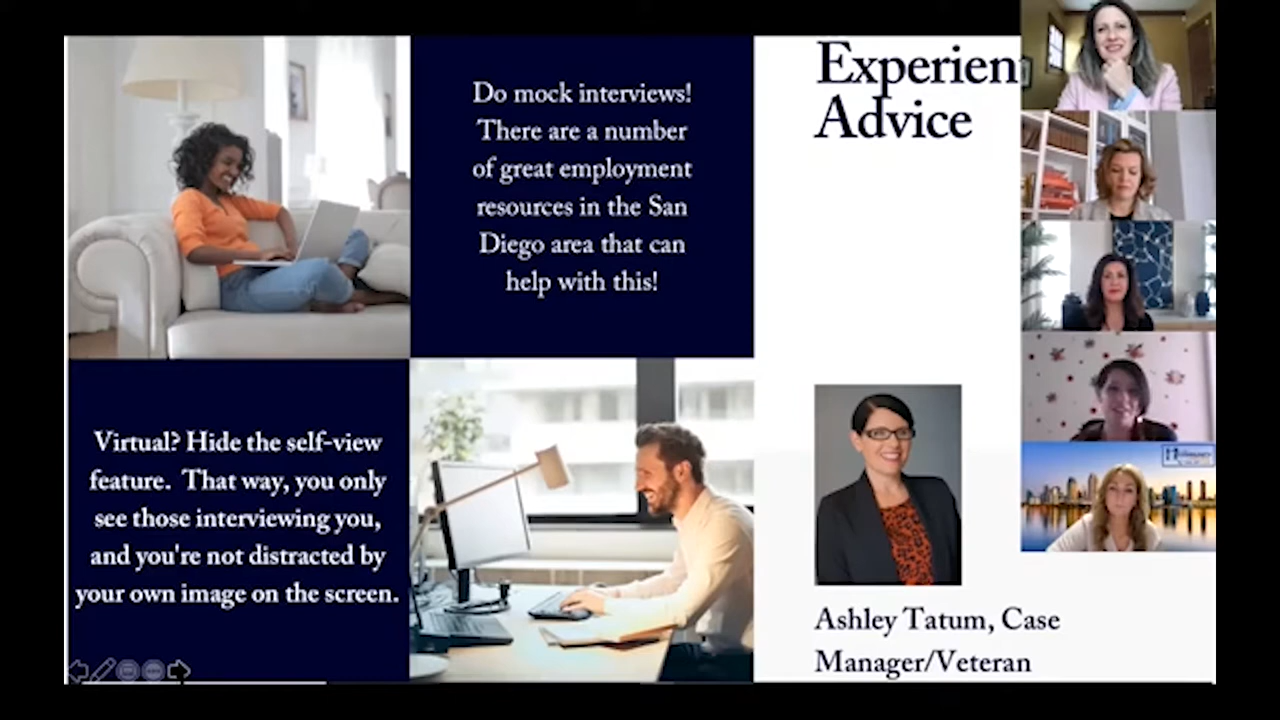 Do mock interviews!
There are a number
of great employment
resources in the San
Diego area that can
help with this!
Virtual? Hide the self-view
feature.  That way, you only
see those interviewing you,
and you're not distracted by
your own image on the screen.
Experien
Advice
Ashley Tatum, Case
Manager/Veteran